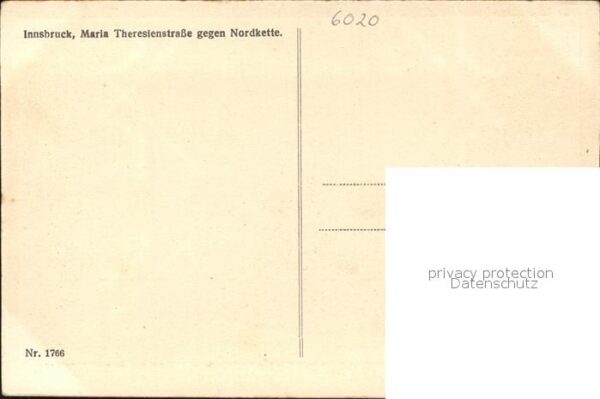 6020
Innsbruck, Maria Theresienstraße gegen Nordkette.
privacy protection
Datenschutz
Nr. 1766